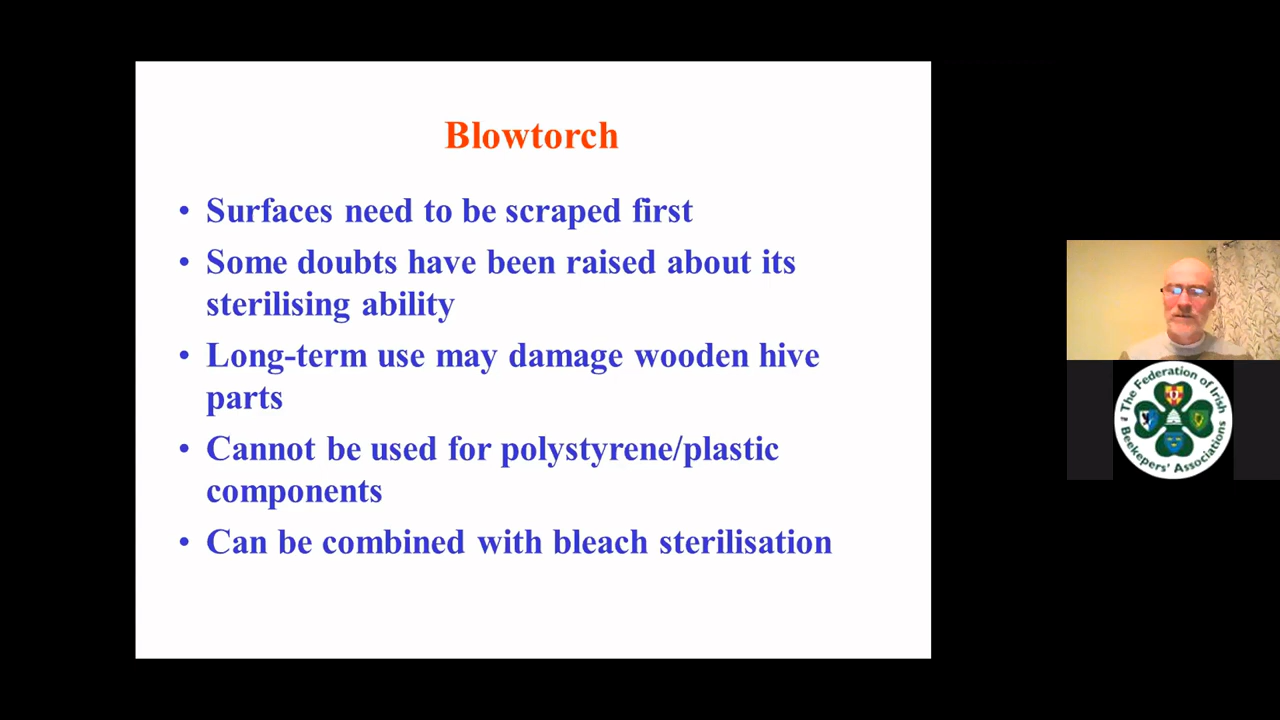 Blowtorch
• Surfaces need to be scraped first
• Some doubts have been raised about its
sterilising ability
• Long-term use may damage wooden hive
parts
• Cannot be used for polystyrene/plastic
components
• Can be combined with bleach sterilisation
The Federation of Irish
Beekepers' Associations